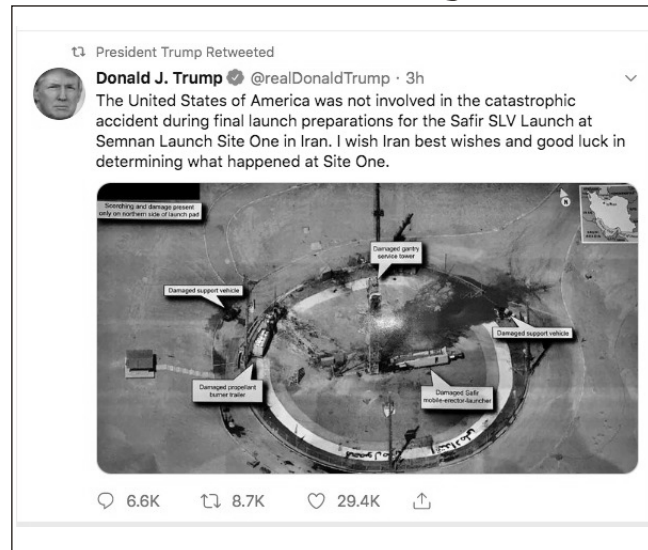 President Trump Retweeted
Donald J. Trump @realDonaldTrump · 3h
The United States of America was not involved in the catastrophic
accident during final launch preparations for the Safir SLV Launch at
Semnan Launch Site One in Iran. I wish Iran best wishes and good luck in
determining what happened at Site One.
Scorching and damage present
only on northern side of launch pad
N
Damaged gantry
service tower
Damaged support vehicle
Damaged support vehicle
Damaged propellant
burner trailer
Damaged Safir
mobile-erector-launcher
6.6K 8.7K 29.4K